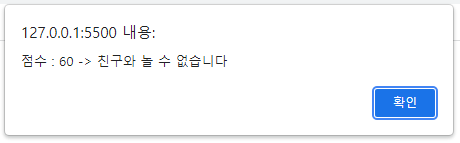 127.0.0.1:5500 내용:
점수 : 60 -> 친구와 놀 수 없습니다
확인